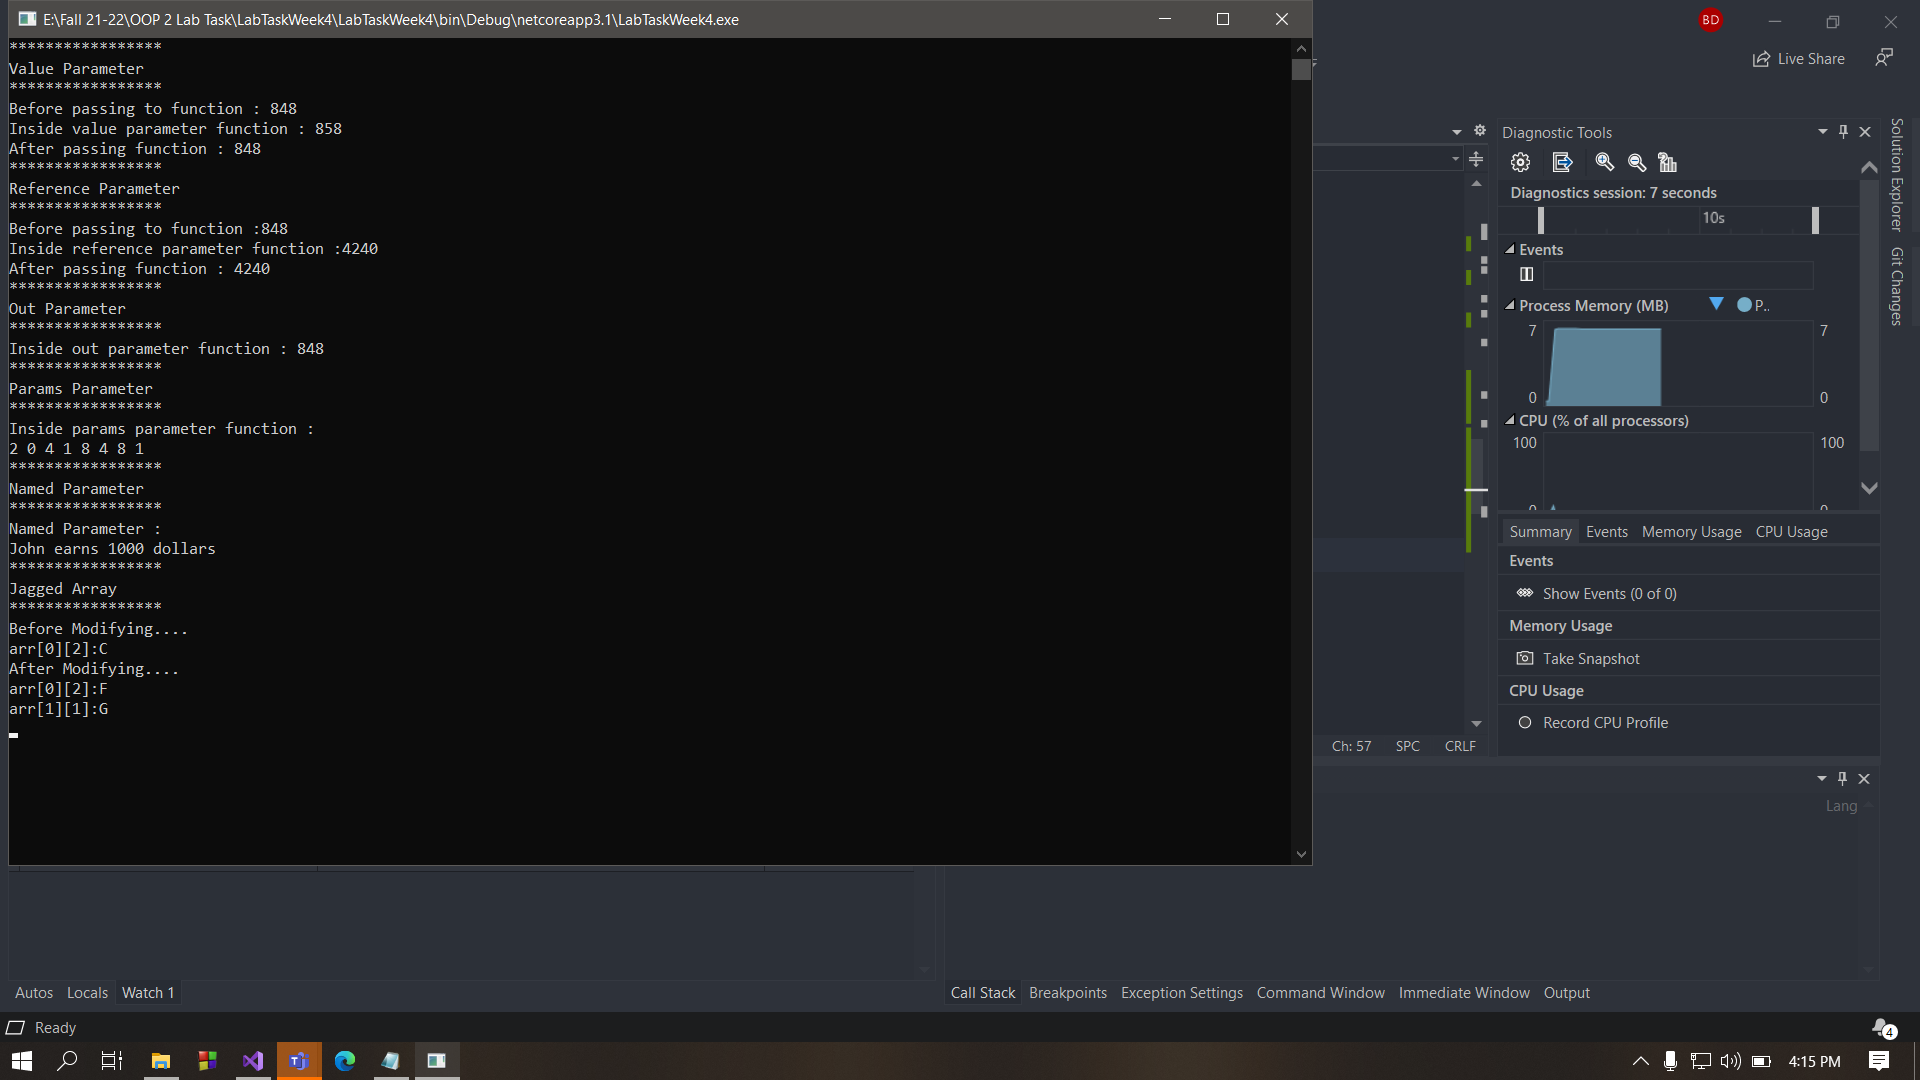 E:\Fall 21-22\OOP 2 Lab Task\LabTaskWeek4\LabTaskWeek4\bin\Debug\netcoreapp3.1\LabTaskWeek4.exe
*****************
Value Parameter
*****************
Before passing to function : 848
Inside value parameter function : 858
After passing function : 848
*****************
Reference Parameter
*****************
Before passing to function :848
Inside reference parameter function :4240
After passing function : 4240
*****************
Out Parameter
*****************
Inside out parameter function : 848
*****************
Params Parameter
*****************
Inside params parameter function :
2 0 4 1 8 4 8 1
*****************
Named Parameter
*****************
Named Parameter :
John earns 1000 dollars
*****************
Jagged Array
*****************
Before Modifying....
arr[0][2]:C
After Modifying....
arr[0][2]:F
arr[1][1]:G
BD
Live Share
Diagnostic Tools
Diagnostics session: 7 seconds
10s
Events
Process Memory (MB)
P..
7
7
0
0
CPU (% of all processors)
100
100
0
0
Summary Events Memory Usage CPU Usage
Events
Show Events (0 of 0)
Memory Usage
Take Snapshot
CPU Usage
Record CPU Profile
Solution Explorer
Git Changes
Ch: 57 SPC CRLF
Lang
Autos Locals Watch 1
Call Stack Breakpoints Exception Settings Command Window Immediate Window Output
Ready
4
4:15 PM